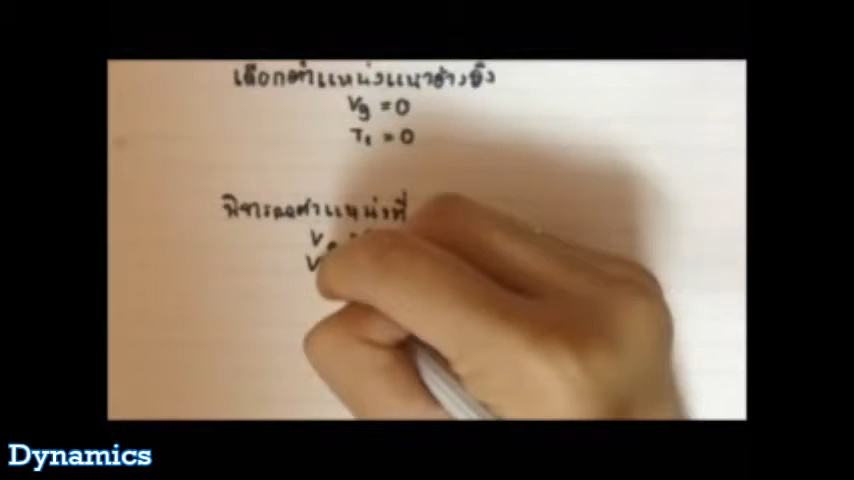 เลือกตำแหน่งแนวอ้างอิง
Vg = 0
T₁ = 0
พิจารณาตำแหน่งที่
V
V
Dynamics